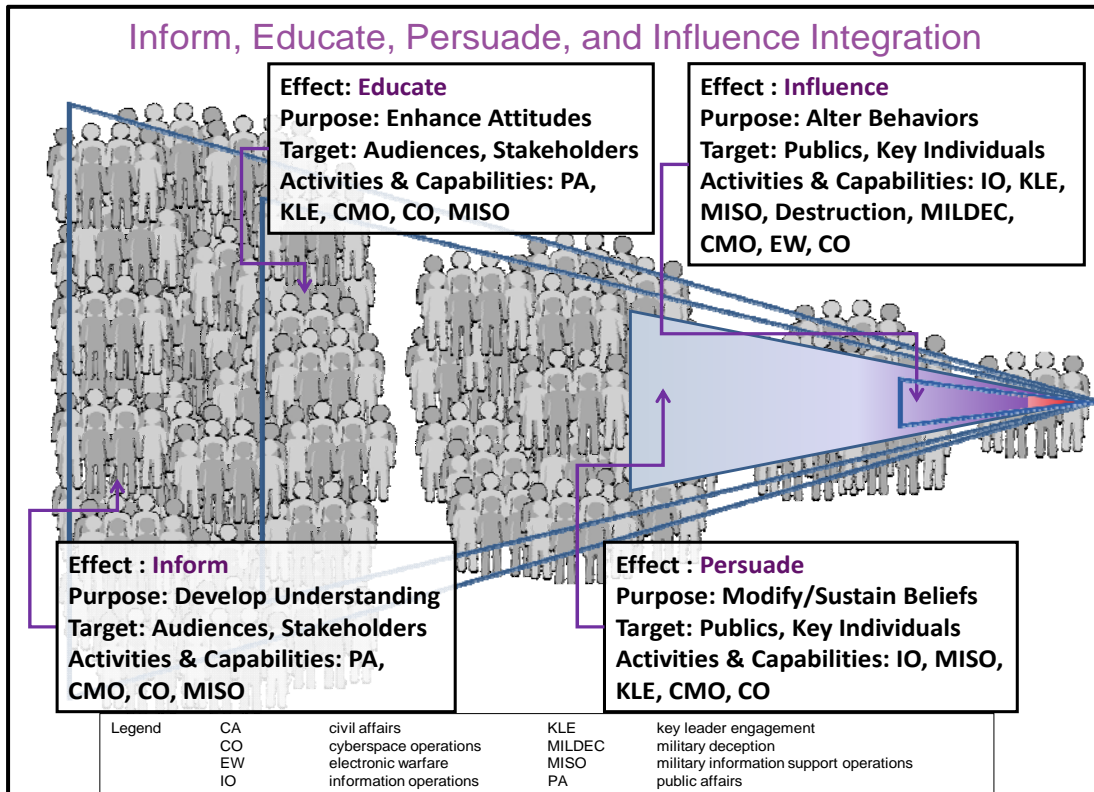 Inform, Educate, Persuade, and Influence Integration
Effect: Educate
Purpose: Enhance Attitudes
Target: Audiences, Stakeholders
Activities & Capabilities: PA,
KLE, CMO, CO, MISO
Effect : Influence
Purpose: Alter Behaviors
Target: Publics, Key Individuals
Activities & Capabilities: IO, KLE,
MISO, Destruction, MILDEC,
CMO, EW, CO
Effect : Inform
Purpose: Develop Understanding
Target: Audiences, Stakeholders
Activities & Capabilities: PA,
CMO, CO, MISO
Effect : Persuade
Purpose: Modify/Sustain Beliefs
Target: Publics, Key Individuals
Activities & Capabilities: IO, MISO,
KLE, CMO, CO
Legend CA civil affairs KLE key leader engagement
CO cyberspace operations MILDEC military deception
EW electronic warfare MISO military information support operations
IO information operations PA public affairs